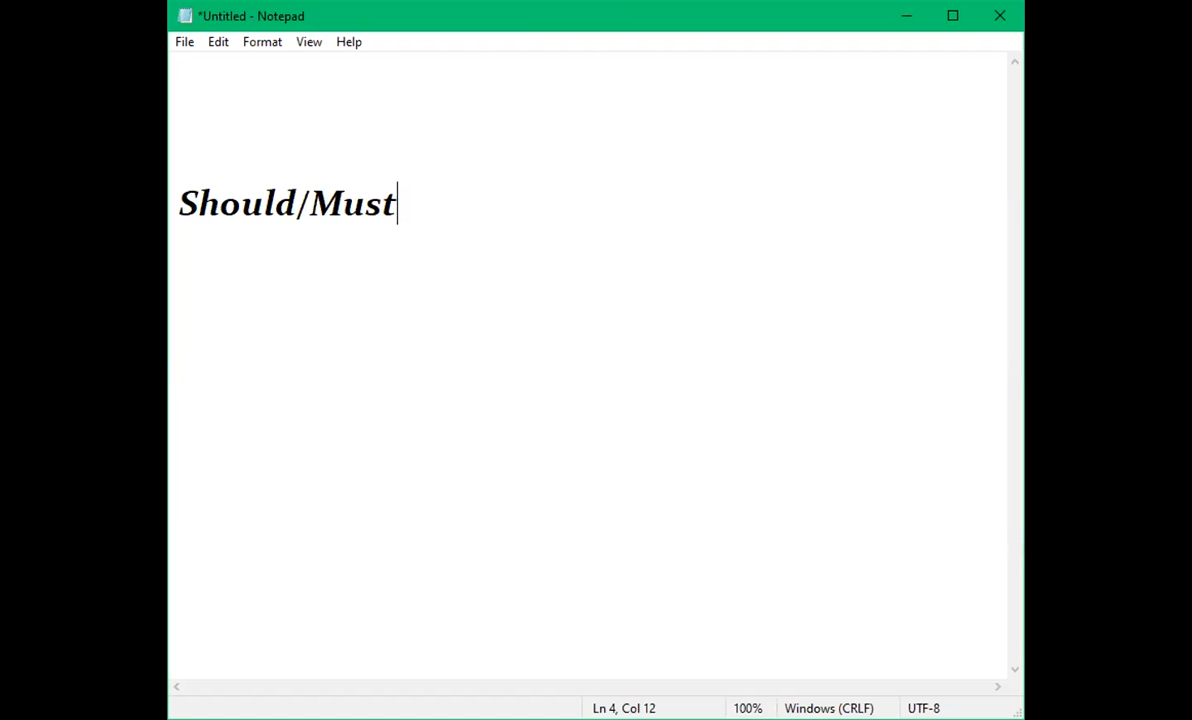 *Untitled - Notepad
File Edit Format View Help
Should/Must
Ln 4, Col 12 100% Windows (CRLF) UTF-8